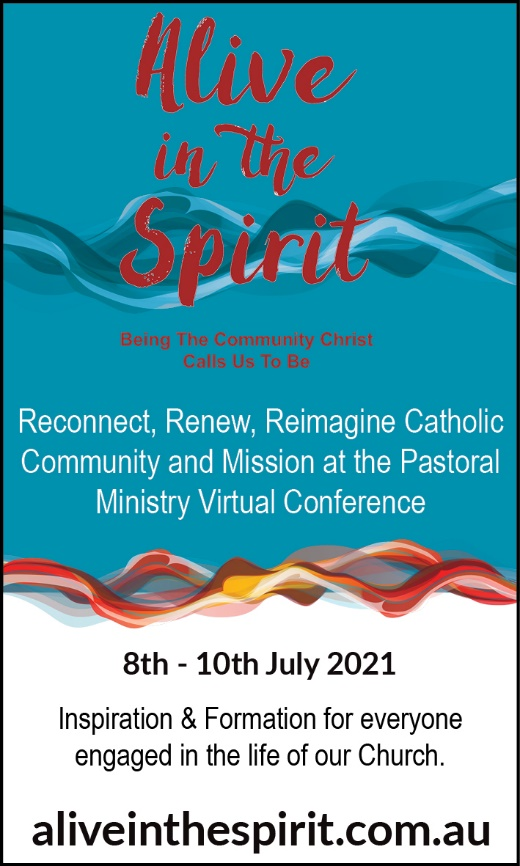 Alive
in the
Spirit
Being The Community Christ
Calls Us To Be
Reconnect, Renew, Reimagine Catholic
Community and Mission at the Pastoral
Ministry Virtual Conference
8th - 10th July 2021
Inspiration & Formation for everyone
engaged in the life of our Church.
aliveinthespirit.com.au